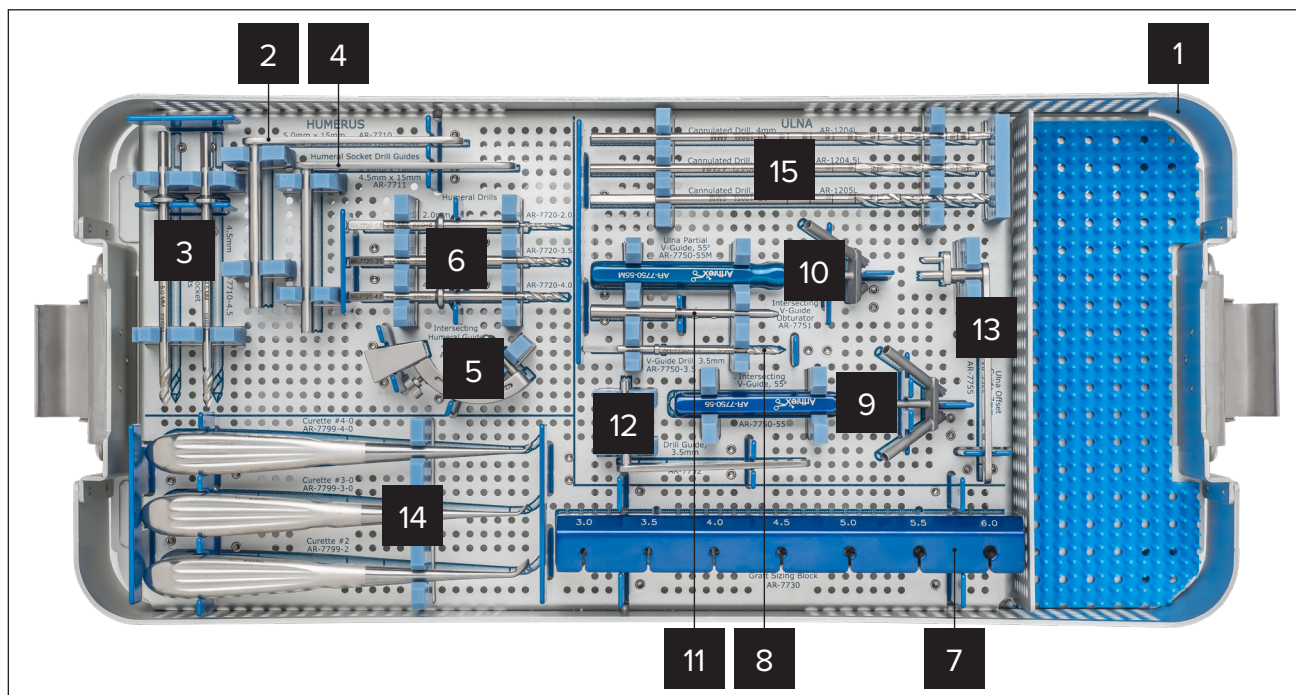 2
4
1
HUMERUS
5.0mm x 15mm
AR-7710
Humeral Socket Drill Guides
4.5mm x 15mm
AR-7711
3
4.5mm
Humeral Drills
2.0mm
AR-7720-2.0
6
AR-7720-3.5
AR-7720-4.0
Intersecting
Humeral Guide
5
ULNA
Cannulated Drill, 4mm
AR-1204L
Cannulated Drill,
AR-1204.5L
15
Cannulated Drill,
AR-1205L
Ulna Partial
V-Guide, 55°
AR-7750-55M
AR-7750-55M
Arthrex
10
Intersecting
V-Guide
Obturator
AR-7751
V-Guide Drill, 3.5mm
AR-7750-3.5
13
Ulna Offset
AR-7755
Intersecting
V-Guide, 55°
AR-7750-55
Arthrex
AR-7750-55
9
12
Drill Guide,
3.5mm
AR-7752
Curette #4-0
AR-7799-4-0
Curette #3-0
AR-7799-3-0
14
Curette #2
AR-7799-2
3.0 3.5 4.0 4.5 5.0 5.5 6.0
Graft Sizing Block
AR-7730
11
8
7